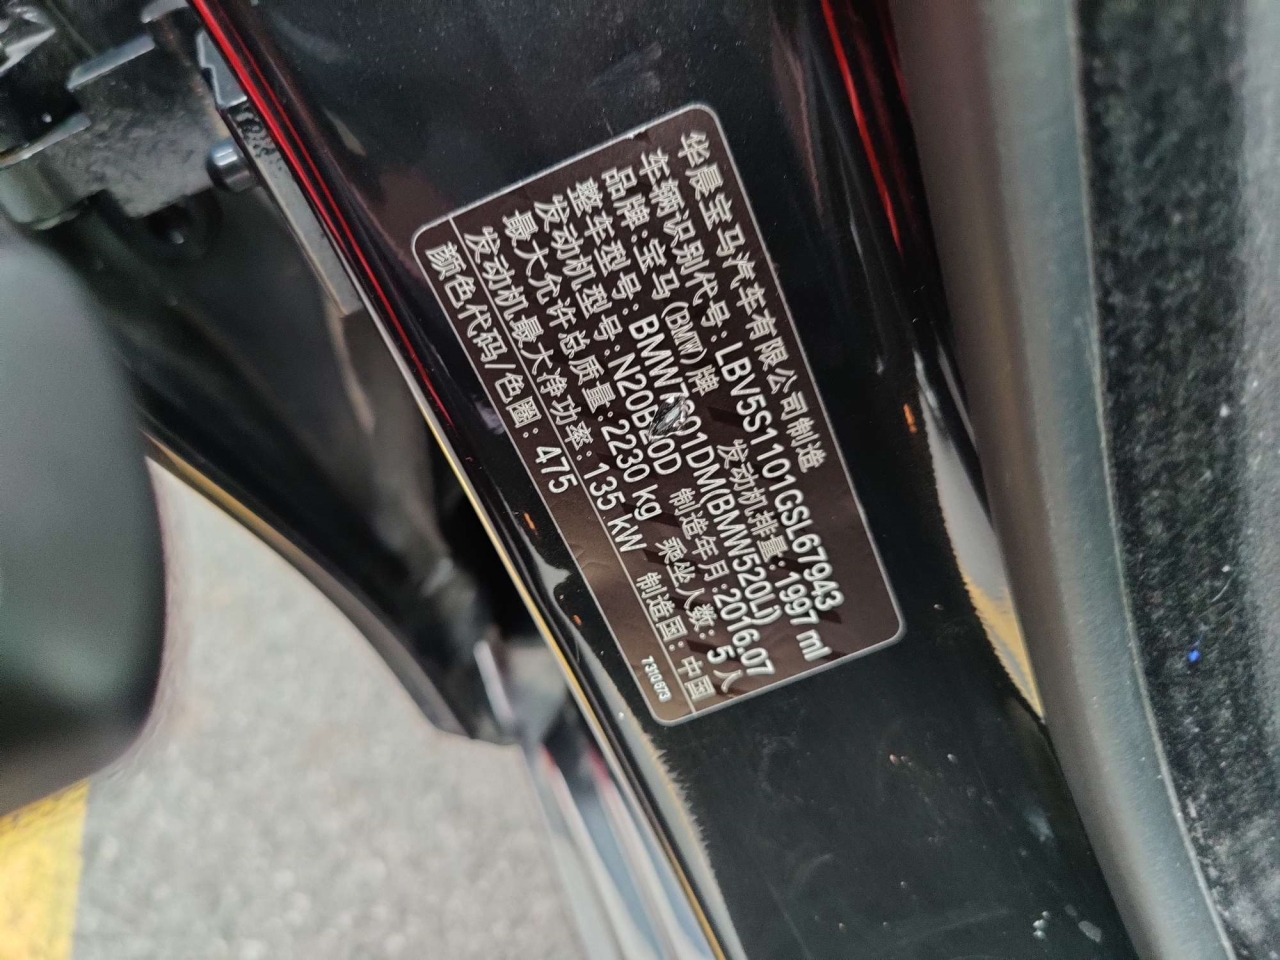 华晨宝马汽车有限公司制造
车辆识别代号:LBV5S1101GSL67943
品牌:宝马(BMW)牌 发动机排量:1997 ml
整车型号: (BMW520LI)
发动机型号: 制造年月:2016.07
最大允许总质量:2230 kg 乘坐人数: 5 人
发动机最大净功率:135 kW 制造国:中国
颜色代码/色圈: 475